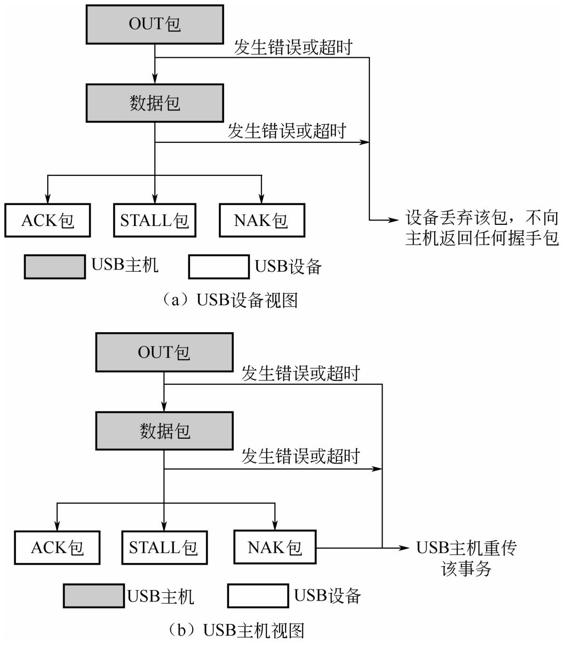 OUT包
发生错误或超时
数据包
发生错误或超时
ACK包 STALL包 NAK包
设备丢弃该包，不向
主机返回任何握手包
USB主机 USB设备
（a）USB设备视图
OUT包
发生错误或超时
数据包
发生错误或超时
ACK包 STALL包 NAK包
USB主机重传
该事务
USB主机 USB设备
（b）USB主机视图